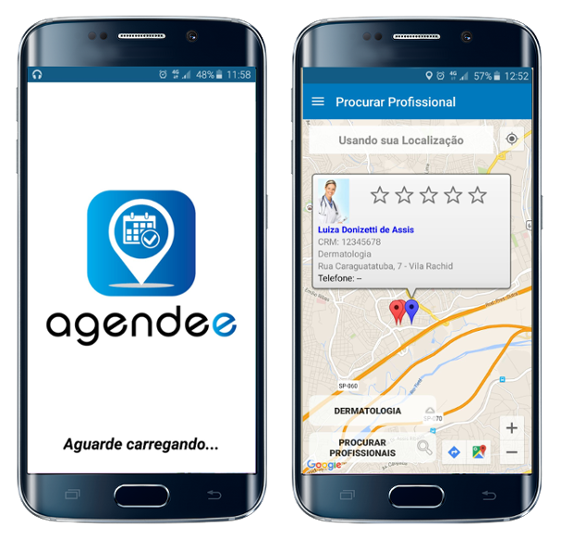 48% 11:58
agendee
Aguarde carregando...
57% 12:52
Procurar Profissional
Usando sua Localização
Luiza Donizetti de Assis
CRM: 12345678
Dermatologia
Rua Caraguatatuba, 7 - Vila Rachid
Telefone: --
SP-060
DERMATOLOGIA
070
PROCURAR
PROFISSIONAIS
+
Google
−